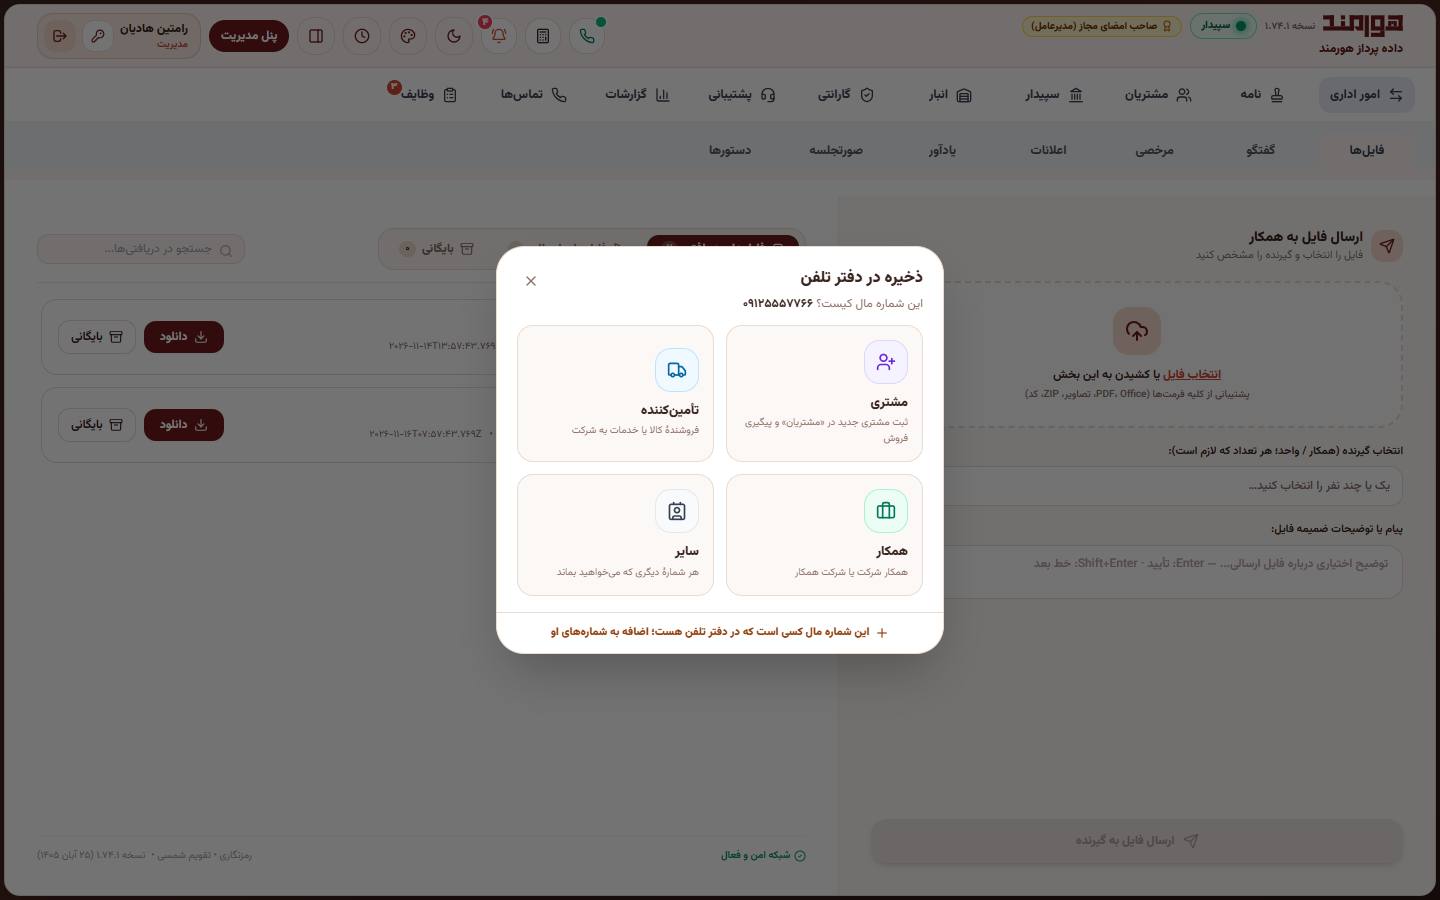 هورمند
داده پرداز هورمند
نسخه ۱.۷۴.۱
سپیدار
صاحب امضای مجاز (مدیرعامل)
۳
پنل مدیریت
رامتین هادیان
مدیریت
امور اداری
نامه
مشتریان
سپیدار
انبار
گارانتی
پشتیبانی
گزارشات
تماس‌ها
وظایف
۳
فایل‌ها
گفتگو
مرخصی
اعلانات
یادآور
صورتجلسه
دستورها
ارسال فایل به همکار
فایل را انتخاب و گیرنده را مشخص کنید
انتخاب فایل یا کشیدن به این بخش
پشتیبانی از کلیه فرمت‌ها (PDF، Office، تصاویر، ZIP، کد)
انتخاب گیرنده (همکار / واحد؛ هر تعداد که لازم است):
یک یا چند نفر را انتخاب کنید...
پیام یا توضیحات ضمیمه فایل:
توضیح اختیاری درباره فایل ارسالی... — Enter: تأیید · Shift+Enter: خط بعد
ارسال فایل به گیرنده
بایگانی ۰
جستجو در دریافتی‌ها...
۲۰۲۶-۱۱-۱۴T۱۳:۵۷:۴۳.۷۶۹
دانلود
بایگانی
۲۰۲۶-۱۱-۱۶T۰۷:۵۷:۴۳.۷۶۹Z •
دانلود
بایگانی
ذخیره در دفتر تلفن
این شماره مال کیست؟ ۰۹۱۲۵۵۵۷۷۶۶
مشتری
ثبت مشتری جدید در «مشتریان» و پیگیری
فروش
تأمین‌کننده
فروشندهٔ کالا یا خدمات به شرکت
همکار
همکار شرکت یا شرکت همکار
سایر
هر شمارهٔ دیگری که می‌خواهید بماند
این شماره مال کسی است که در دفتر تلفن هست؛ اضافه به شماره‌های او
شبکه امن و فعال
رمزنگاری • تقویم شمسی • نسخه ۱.۷۴.۱ (۲۵ آبان ۱۴۰۵)